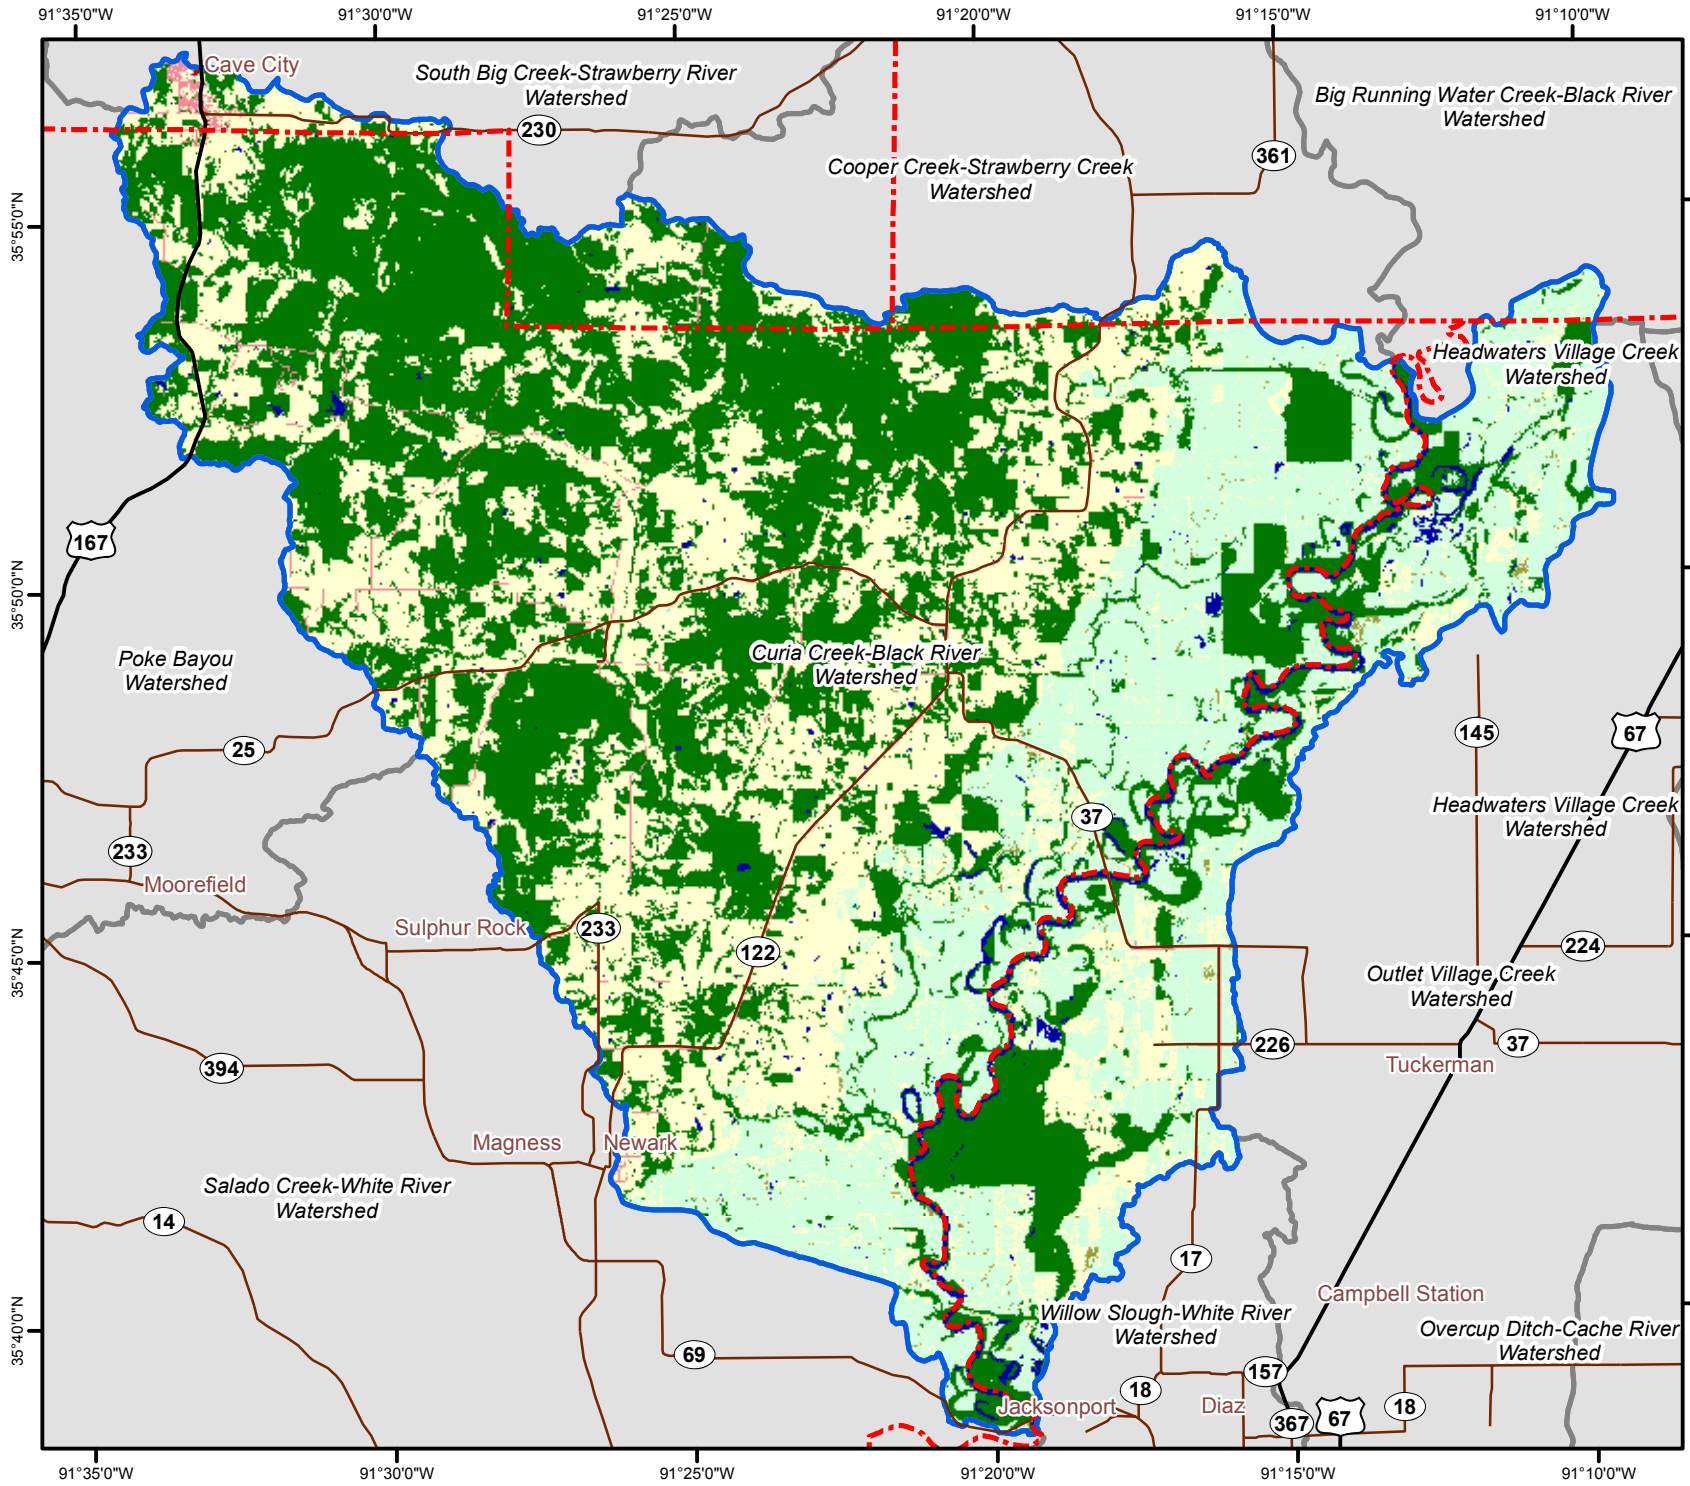 91°35'0"W
91°30'0"W
91°25'0"W
91°20'0"W
91°15'0"W
91°10'0"W
Cave City
South Big Creek-Strawberry River
Watershed
Big Running Water Creek-Black River
Watershed
230
361
Cooper Creek-Strawberry Creek
Watershed
35°55'0"N
35°55'0"N
Headwaters Village Creek
Watershed
167
35°50'0"N
Poke Bayou
Watershed
Curia Creek-Black River
Watershed
25
145
67
37
Headwaters Village Creek
Watershed
233
Moorefield
Sulphur Rock
233
122
224
35°45'0"N
Outlet Village Creek
Watershed
226
37
Tuckerman
394
Magness
Newark
Salado Creek-White River
Watershed
14
17
Campbell Station
Willow Slough-White River
Watershed
Overcup Ditch-Cache River
Watershed
35°40'0"N
69
157
18
Jacksonport
Diaz
18
367
67
91°35'0"W
91°30'0"W
91°25'0"W
91°20'0"W
91°15'0"W
91°10'0"W